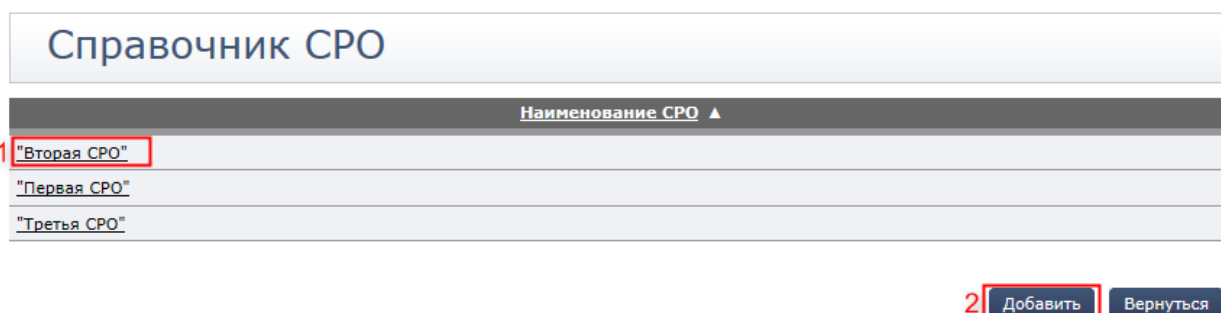 Справочник СРО
Наименование СРО ▲
1 "Вторая СРО"
"Первая СРО"
"Третья СРО"
2 Добавить Вернуться